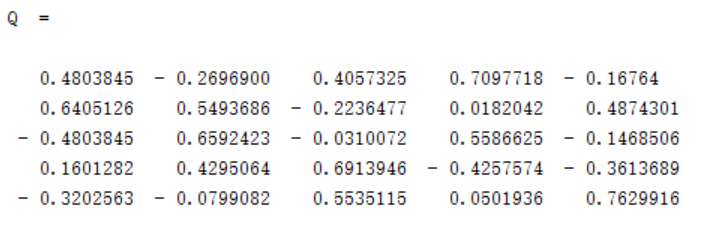 Q =
0.4803845 - 0.2696900 0.4057325 0.7097718 - 0.16764
0.6405126 0.5493686 - 0.2236477 0.0182042 0.4874301
- 0.4803845 0.6592423 - 0.0310072 0.5586625 - 0.1468506
0.1601282 0.4295064 0.6913946 - 0.4257574 - 0.3613689
- 0.3202563 - 0.0799082 0.5535115 0.0501936 0.7629916